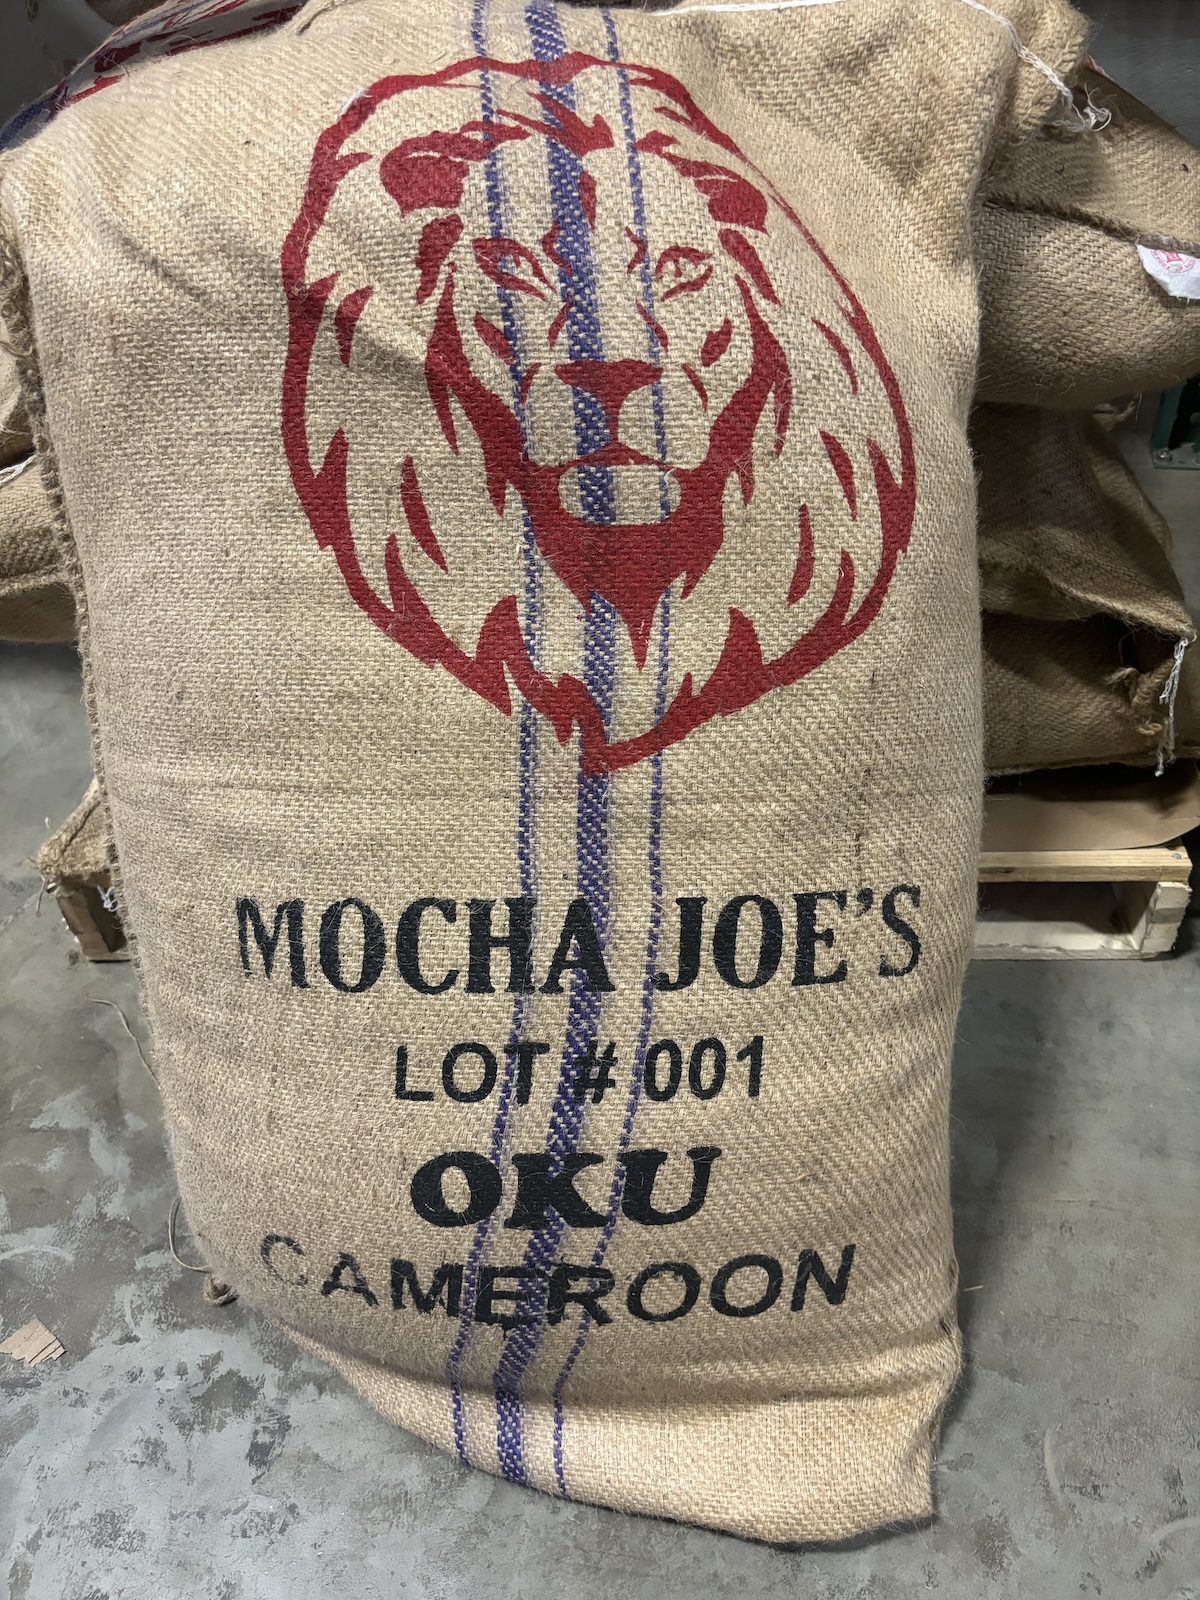 MOCHA JOE'S
LOT # 001
OKU
CAMEROON